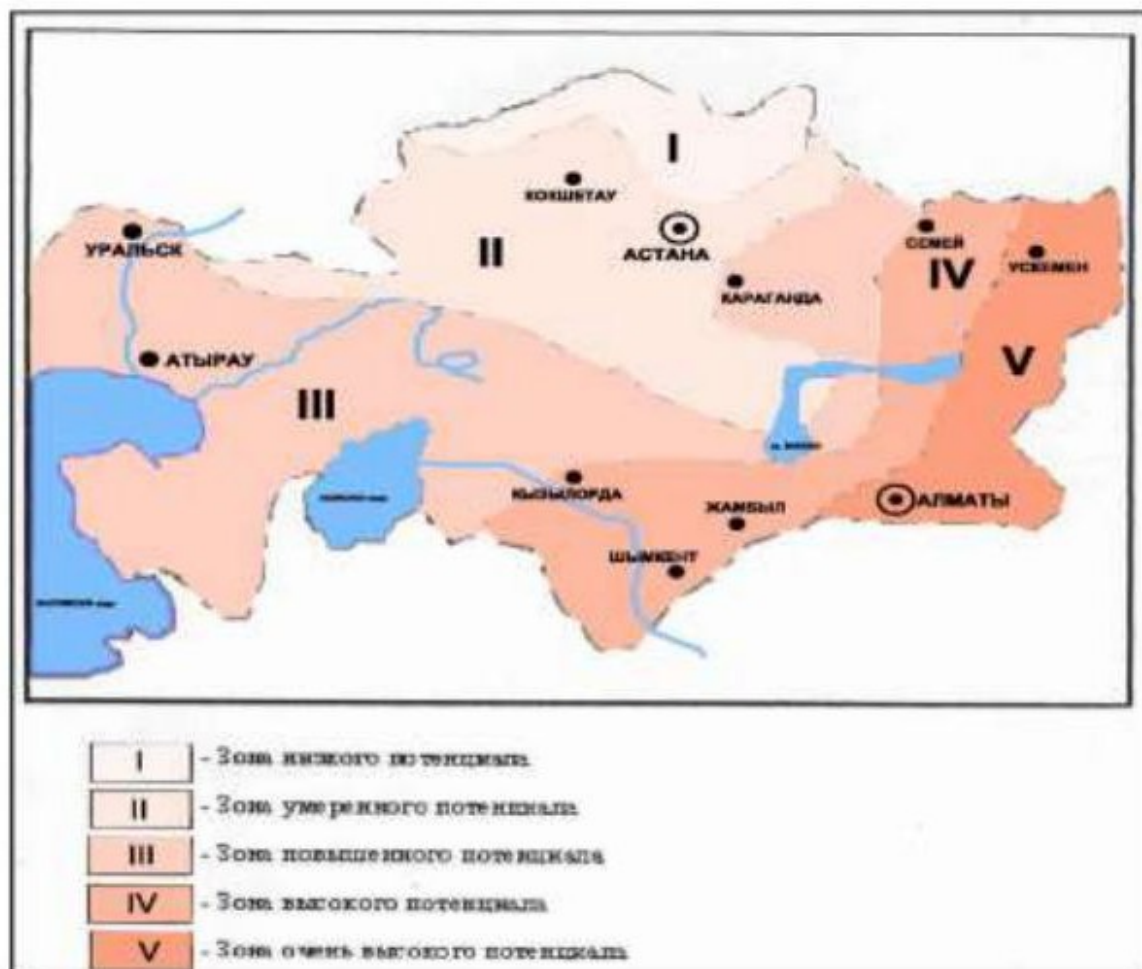 I
КОКШЕТАУ
УРАЛЬСК
II
АСТАНА
СЕМЕЙ
IV
УСКЕМЕН
КАРАГАНДА
АТЫРАУ
V
III
КЫЗЫЛОРДА
ЖАМБЫЛ
АЛМАТЫ
ШЫМКЕНТ
I - Зона низкого потенциала
II - Зона умеренного потенциала
III - Зона повышенного потенциала
IV - Зона высокого потенциала
V - Зона очень высокого потенциала